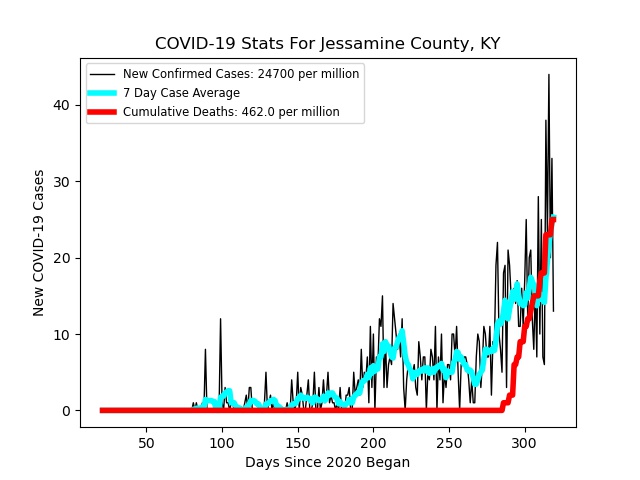 COVID-19 Stats For Jessamine County, KY
New Confirmed Cases: 24700 per million
7 Day Case Average
Cumulative Deaths: 462.0 per million
New COVID-19 Cases
40
30
20
10
0
50 100 150 200 250 300
Days Since 2020 Began